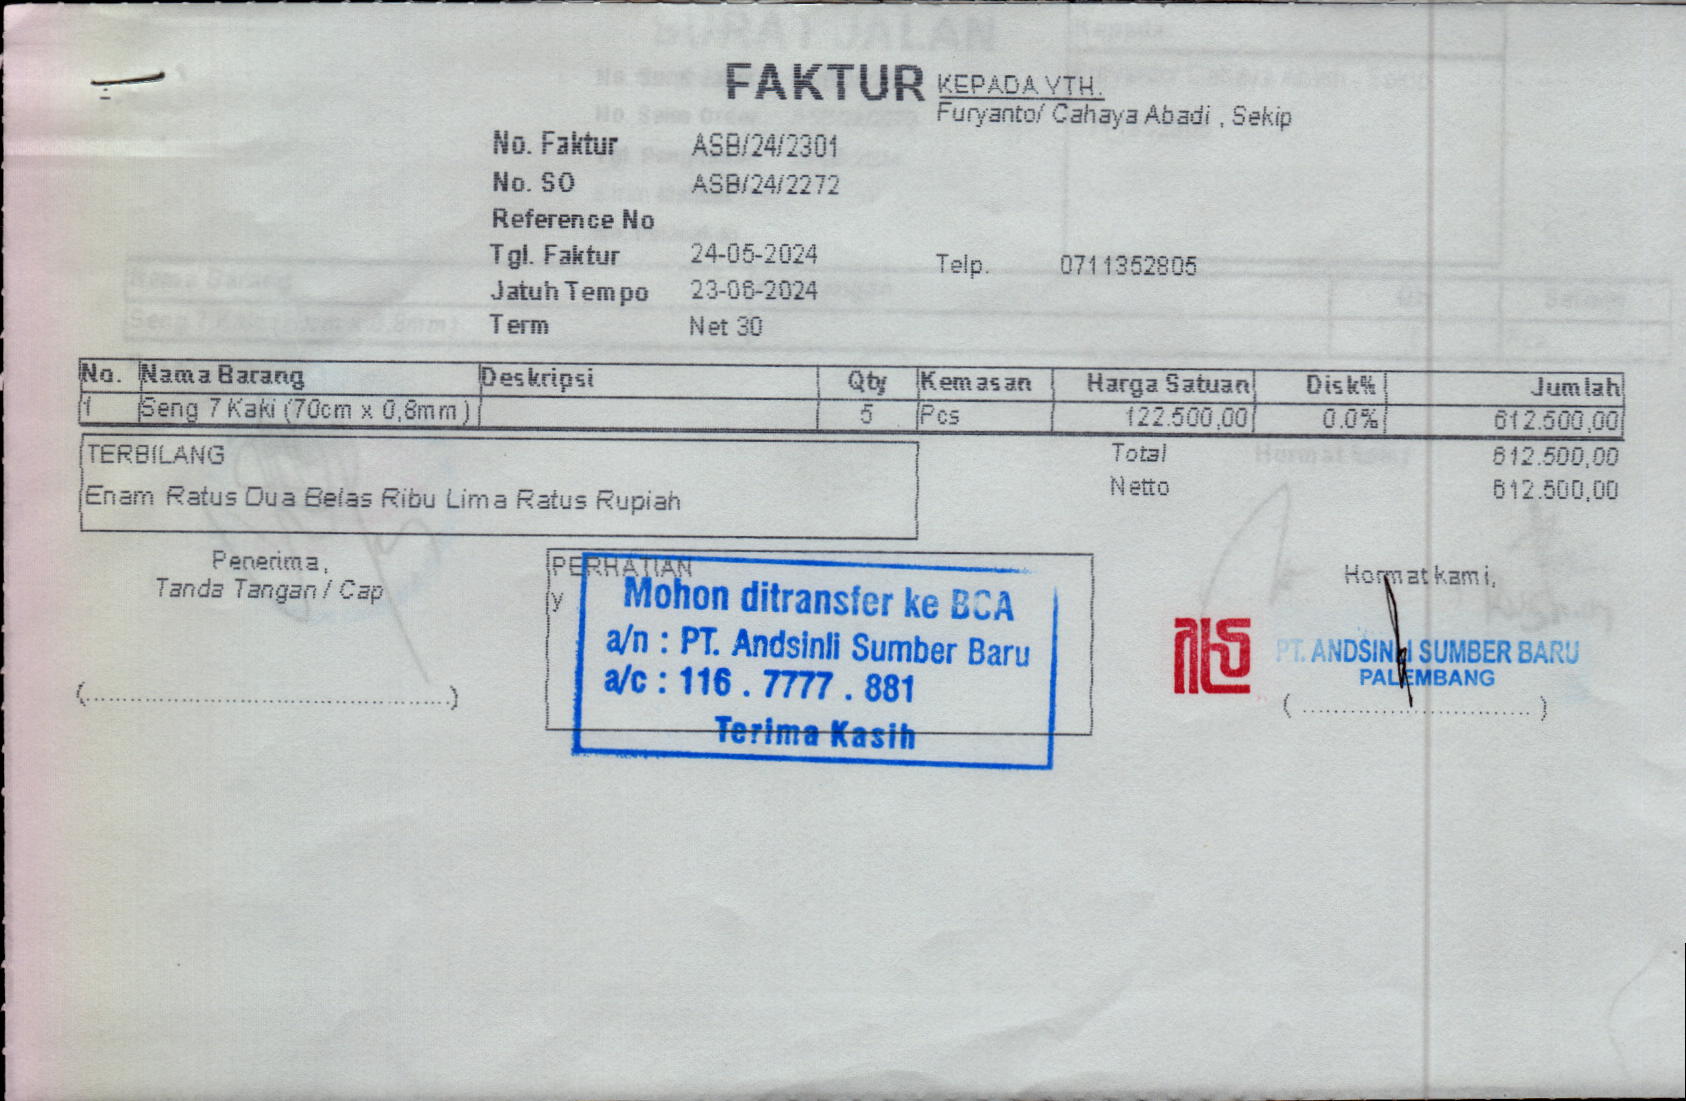 FAKTUR
KEPADA YTH.
Furyanto/ Cahaya Abadi , Sekip
No. Faktur ASB/24/2301
No. SO ASB/24/2272
Reference No
Tgl. Faktur 24-05-2024
Telp. 0711352805
Jatuh Tempo 23-06-2024
Term Net 30
No. Nama Barang Deskripsi Qty Kemasan Harga Satuan Disk% Jumlah
1 Seng 7 Kaki (70cm x 0,8mm) 5 Pcs 122.500,00 0.0% 612.500,00
TERBILANG
Enam Ratus Dua Belas Ribu Lima Ratus Rupiah
Total 612.500,00
Netto 612.500,00
Penerima,
Tanda Tangan / Cap
(..............................................)
PERHATIAN
y
Mohon ditransfer ke BCA
a/n : PT. Andsinli Sumber Baru
a/c : 116 . 7777 . 881
Terima Kasih
Hormat kami,
PT. ANDSINLI SUMBER BARU
PALEMBANG
( ............................. )